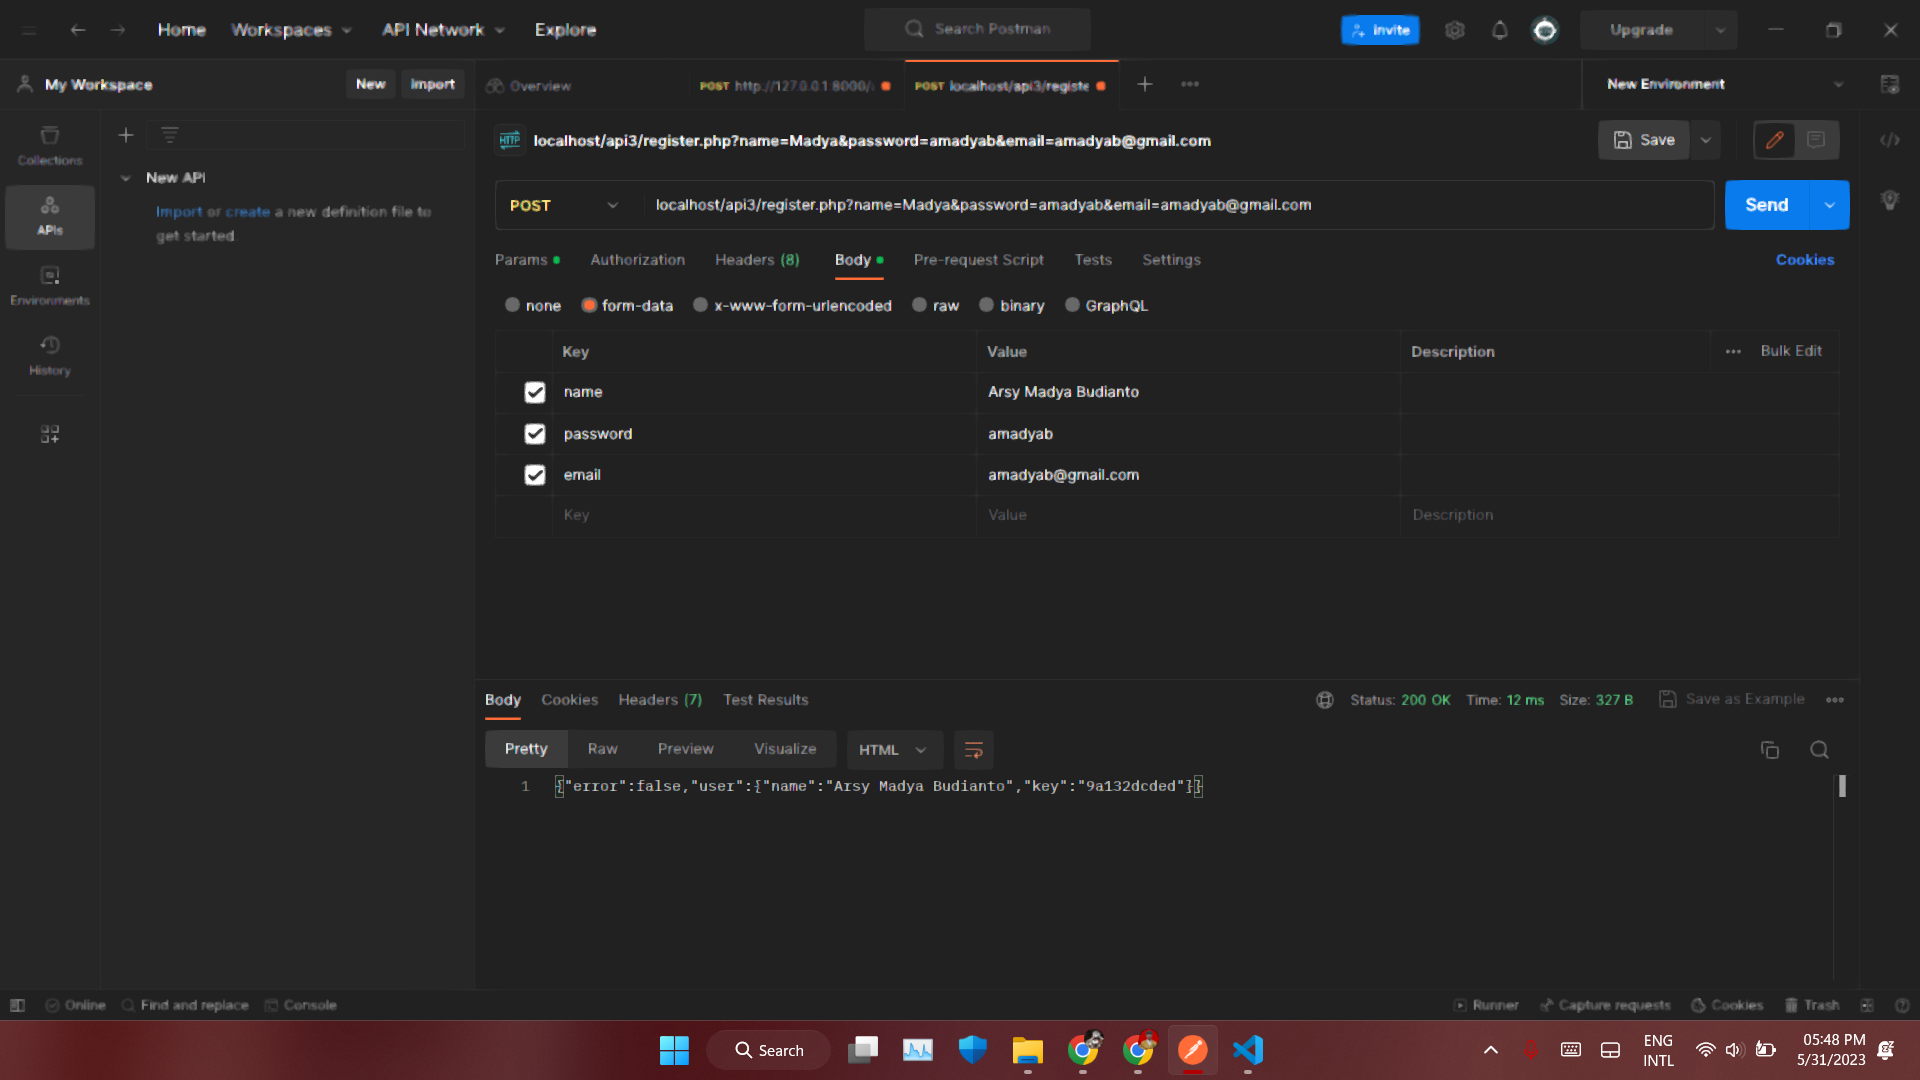 Home Workspaces API Network Explore Search Postman Invite Upgrade
My Workspace New Import Overview POST http://127.0.0.1:8000/ POST localhost/api3/registe New Environment
localhost/api3/register.php?name=Madya&password=amadyab&email=amadyab@gmail.com Save
Collections
New API
Import or create a new definition file to
get started.
APIs
Environments
History
POST localhost/api3/register.php?name=Madya&password=amadyab&email=amadyab@gmail.com Send
Params Authorization Headers (8) Body Pre-request Script Tests Settings Cookies
none form-data x-www-form-urlencoded raw binary GraphQL
Key Value Description ••• Bulk Edit
name Arsy Madya Budianto
password amadyab
email amadyab@gmail.com
Key Value Description
Body Cookies Headers (7) Test Results Status: 200 OK Time: 12 ms Size: 327 B Save as Example
Pretty Raw Preview Visualize HTML
1 {"error":false,"user":{"name":"Arsy Madya Budianto","key":"9a132dcded"}}
Online Find and replace Console Runner Capture requests Cookies Trash
Search ENG 05:48 PM
INTL 5/31/2023